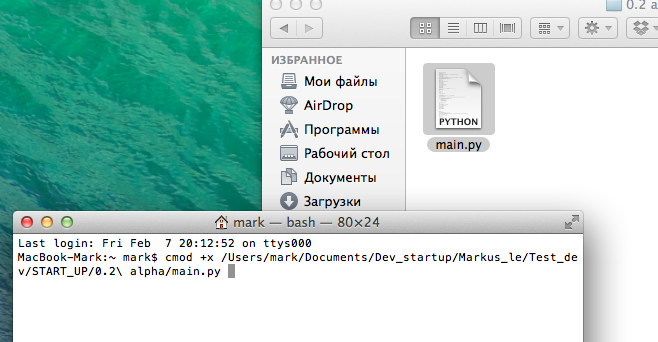 0.2 a
ИЗБРАННОЕ
Мои файлы
AirDrop
Программы
Рабочий стол
Документы
Загрузки
PYTHON
main.py
mark — bash — 80×24
Last login: Fri Feb  7 20:12:52 on ttys000
MacBook-Mark:~ mark$ cmod +x /Users/mark/Documents/Dev_startup/Markus_le/Test_de
v/START_UP/0.2\ alpha/main.py